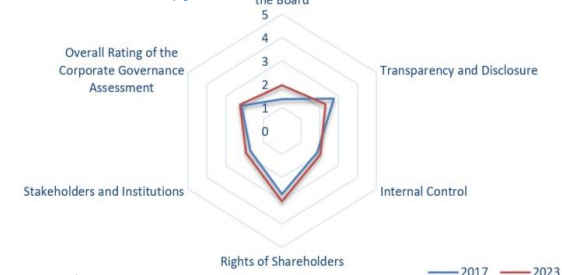 the Board
5
4
3
2
1
0
Overall Rating of the
Corporate Governance
Assessment
Transparency and Disclosure
Stakeholders and Institutions
Internal Control
Rights of Shareholders
2017
2023